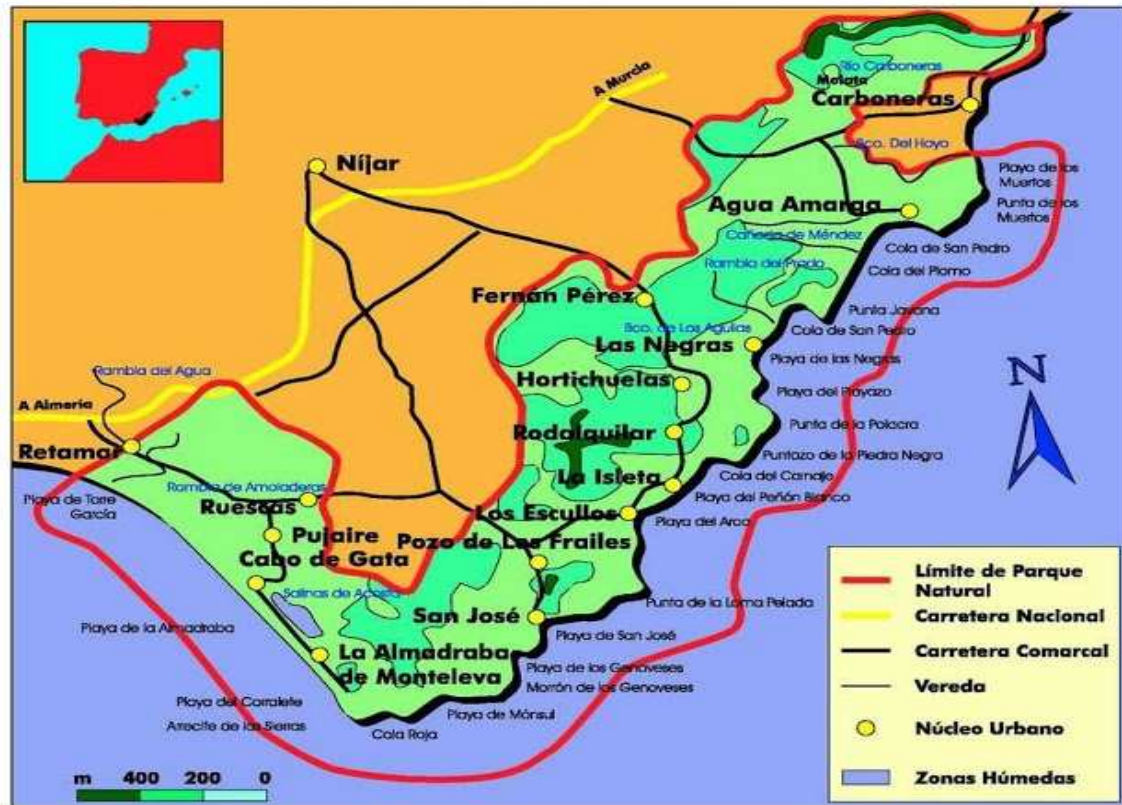 Río Carboneras
Molata
Carboneras
A Murcia
Bco. Del Hoyo
Níjar
Playa de los
Muertos
Agua Amarga
Punta de los
Muertos
Cañada de Méndez
Cola de San Pedro
Rambla del Prado
Cola del Plomo
Fernán Pérez
Punta Javana
Bco. de Los Aguilas
Cola de San Pedro
Las Negras
Playa de las Negras
Rambla del Agua
Hortichuelas
Playa del Playazo
A Almería
Rodalquilar
Punta de la Polacra
Retamar
Puntazo de la Piedra Negra
La Isleta
Cola del Carnaje
Rambla de Amoladeras
Playa de Torre
García
Ruescas
Playa del Peñón Blanco
Los Escullos
Playa del Arco
Pujaire
Pozo de Los Frailes
Cabo de Gata
Salinas de Acosta
Punta de la Loma Pelada
San José
Playa de la Almadraba
Playa de San José
La Almadraba
de Monteleva
Playa de los Genoveses
Morrón de los Genoveses
Playa del Corralete
Playa de Mónsul
Arrecife de las Sierras
Cola Roja
m 400 200 0
N
Límite de Parque
Natural
Carretera Nacional
Carretera Comarcal
Vereda
Núcleo Urbano
Zonas Húmedas